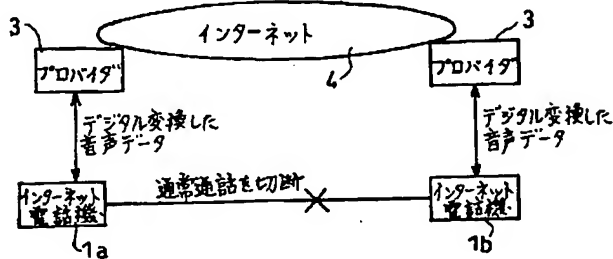 インターネット
3
3
プロバイダ
プロバイダ
4
デジタル変換した
音声データ
デジタル変換した
音声データ
通常通話を切断
インターネット
電話機
インターネット
電話機
1a
1b